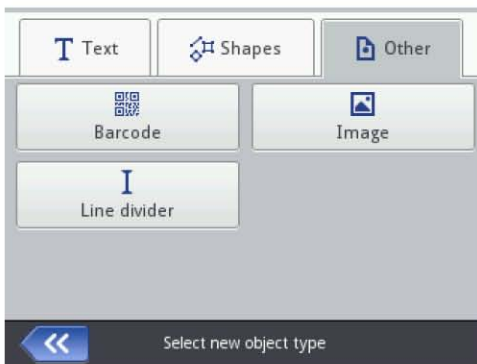 Text
Shapes
Other
Barcode
Image
Line divider
Select new object type